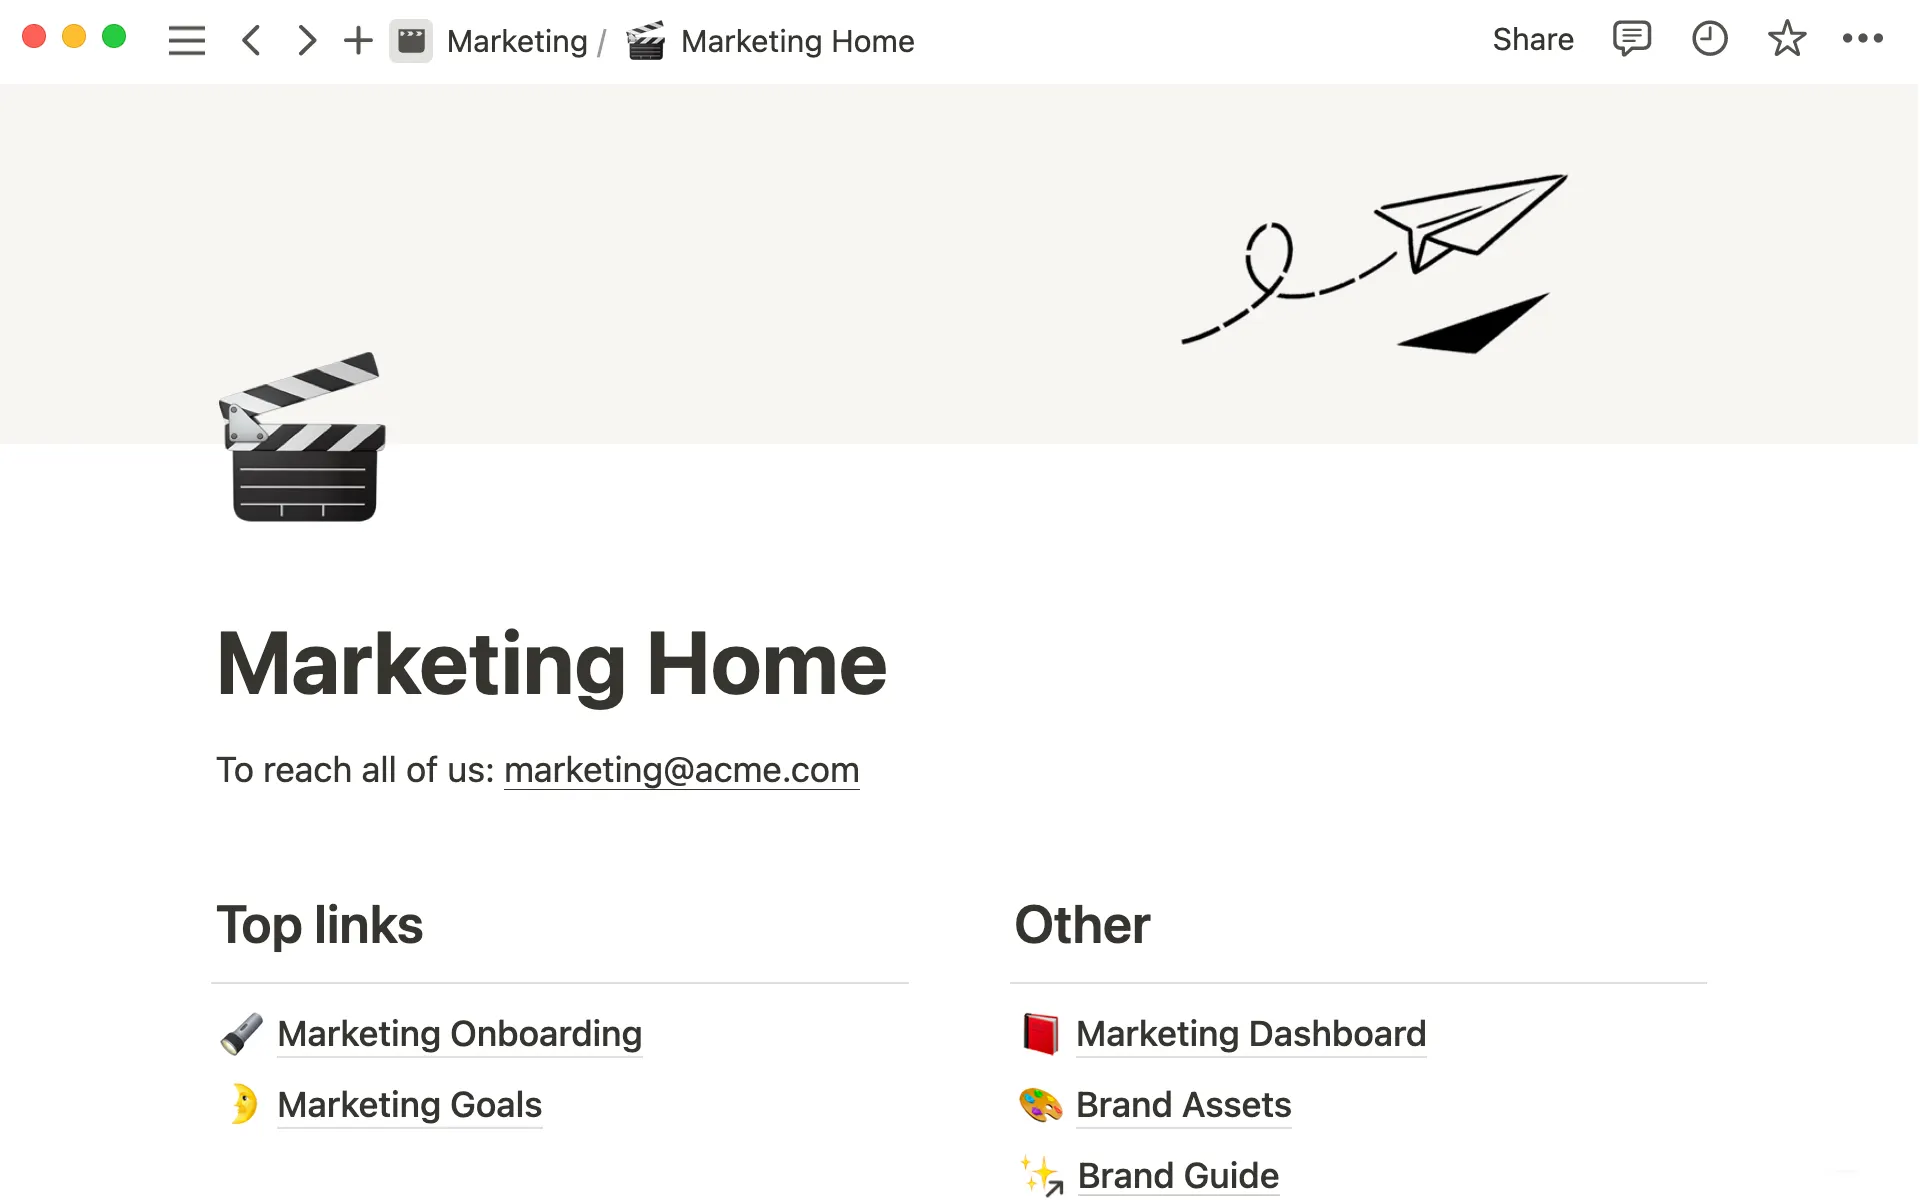 Marketing / Marketing Home
Share
Marketing Home
To reach all of us: marketing@acme.com
Top links
Marketing Onboarding
Marketing Goals
Other
Marketing Dashboard
Brand Assets
Brand Guide